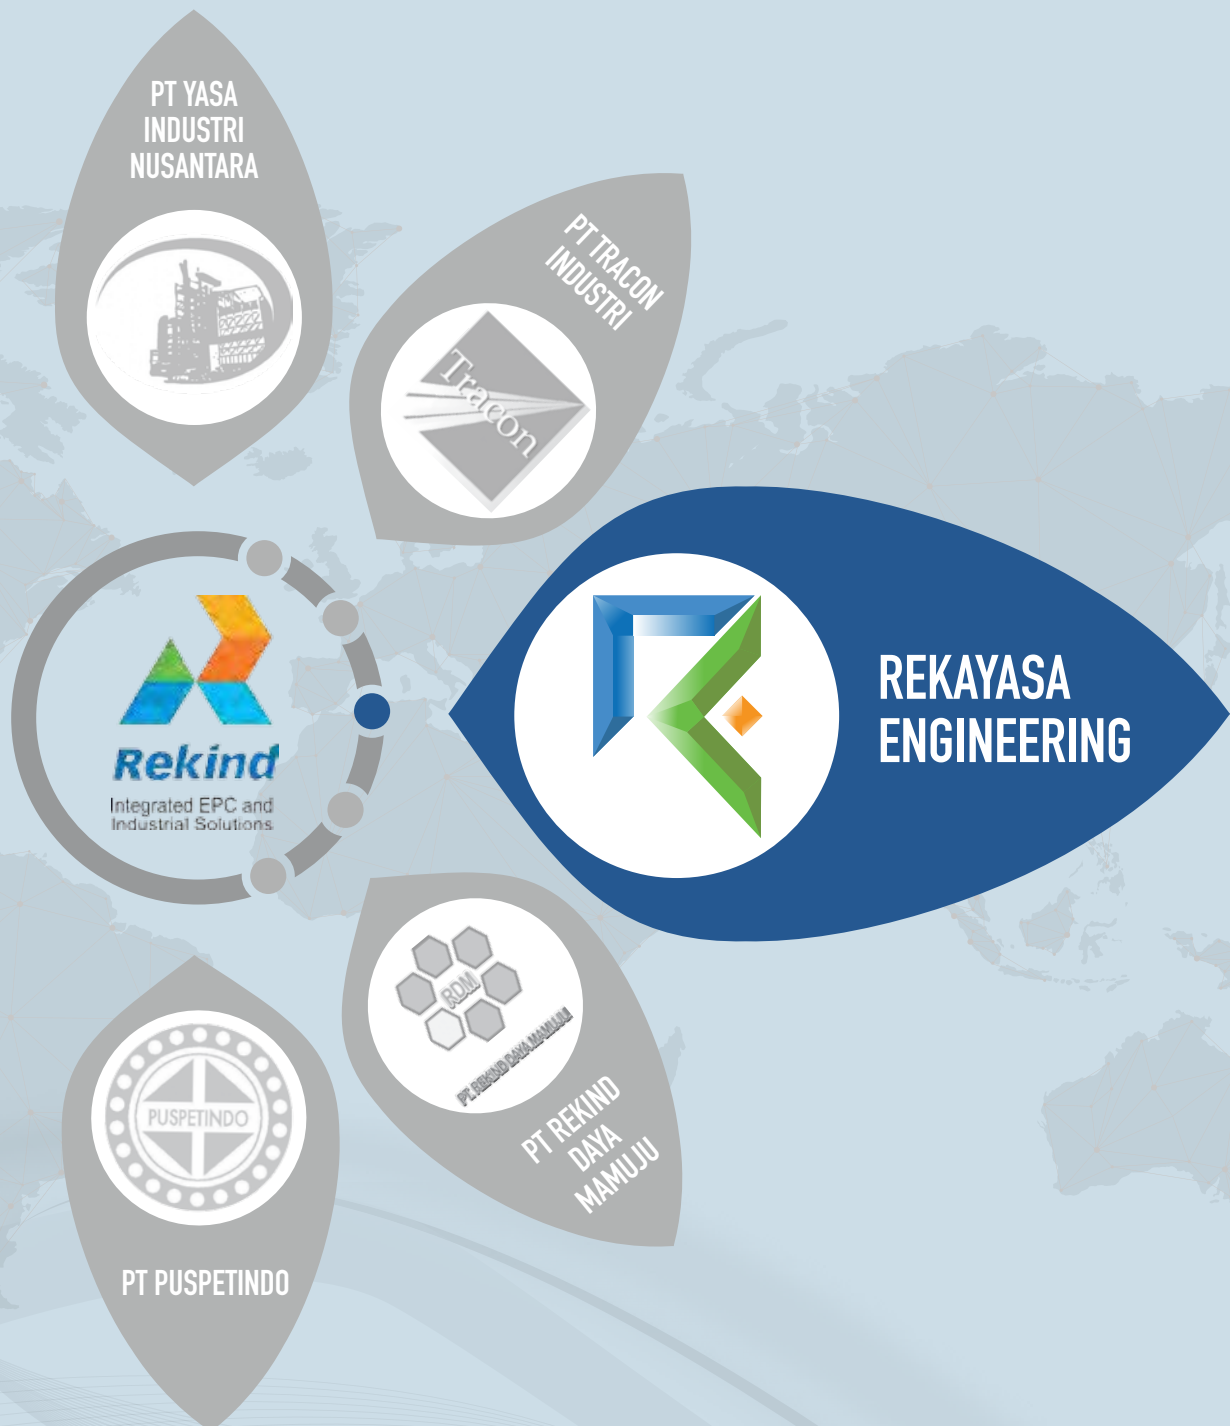 PT YASA
INDUSTRI
NUSANTARA
PT TRACON
INDUSTRI
Tracon
Rekind
Integrated EPC and
Industrial Solutions
REKAYASA
ENGINEERING
RDM
PT. REKIND DAYA MAMUJU
PT REKIND
DAYA
MAMUJU
PUSPETINDO
PT PUSPETINDO